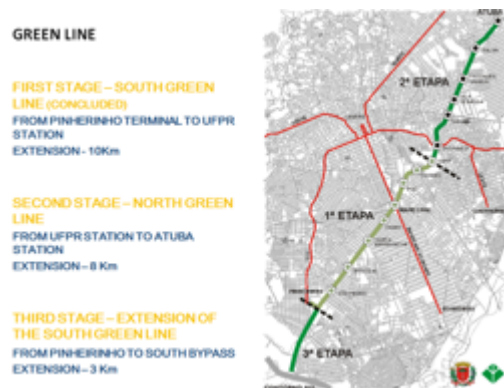 GREEN LINE
FIRST STAGE – SOUTH GREEN
LINE (CONCLUDED)
FROM PINHERINHO TERMINAL TO UFPR
STATION
EXTENSION - 10Km
SECOND STAGE – NORTH GREEN
LINE
FROM UFPR STATION TO ATUBA
STATION
EXTENSION – 8 Km
THIRD STAGE – EXTENSION OF
THE SOUTH GREEN LINE
FROM PINHEIRINHO TO SOUTH BYPASS
EXTENSION – 3 Km
ATUBA
2ª ETAPA
1ª ETAPA
3ª ETAPA